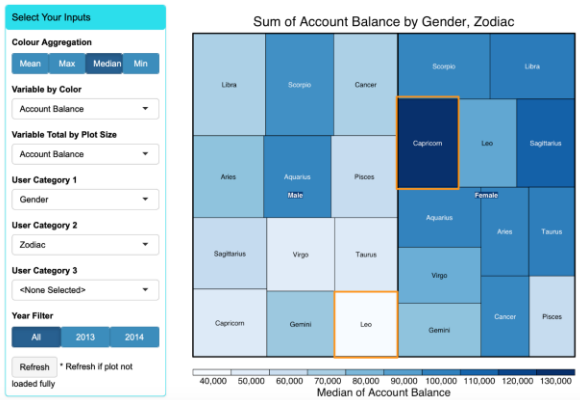 Select Your Inputs
Colour Aggregation
Mean Max Median Min
Variable by Color
Account Balance
Variable Total by Plot Size
Account Balance
User Category 1
Gender
User Category 2
Zodiac
User Category 3
<None Selected>
Year Filter
All 2013 2014
Refresh * Refresh if plot not
loaded fully
Sum of Account Balance by Gender, Zodiac
Libra Scorpio Cancer
Aries Aquarius Pisces
Male
Sagittarius Virgo Taurus
Capricorn Gemini Leo
Scorpio Libra
Capricorn Leo Sagittarius
Female
Aquarius Aries Taurus
Virgo
Gemini Cancer Pisces
40,000 50,000 60,000 70,000 80,000 90,000 100,000 110,000 120,000 130,000
Median of Account Balance